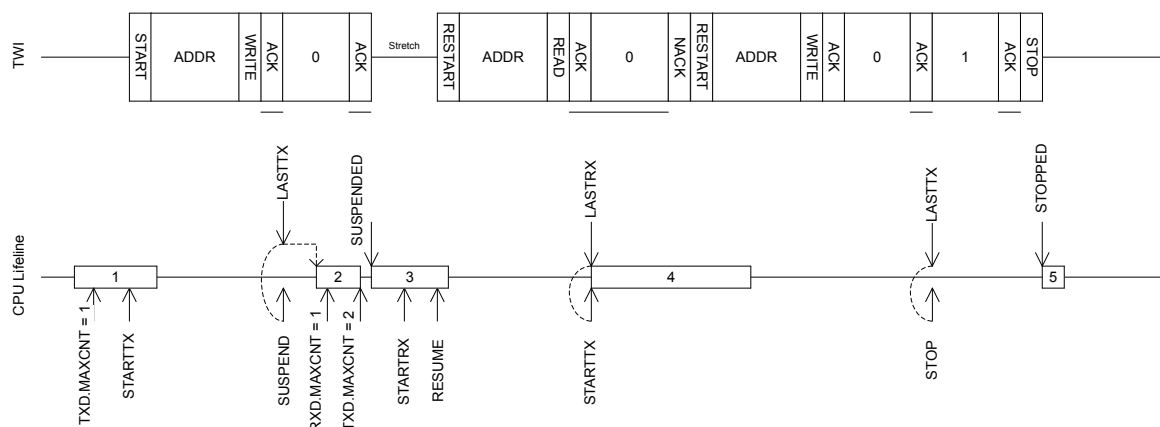 TWI
START
ADDR
WRITE
ACK
0
ACK
Stretch
RESTART
ADDR
READ
ACK
0
NACK
RESTART
ADDR
WRITE
ACK
0
ACK
1
ACK
STOP
CPU Lifeline
LASTTX
SUSPENDED
LASTRX
LASTTX
STOPPED
1
2
3
4
5
TXD.MAXCNT = 1
STARTTX
SUSPEND
RXD.MAXCNT = 1
TXD.MAXCNT = 2
STARTRX
RESUME
STARTTX
STOP